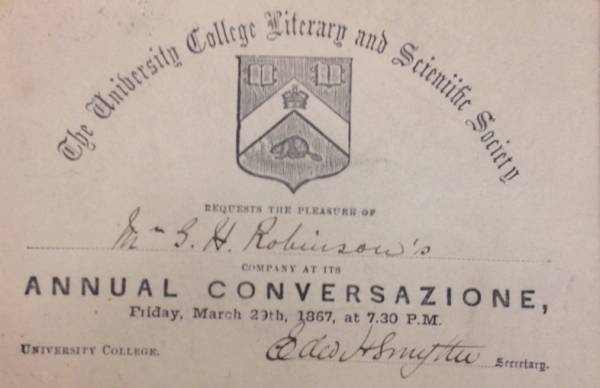 The University College Literary and Scientific Society
REQUESTS THE PLEASURE OF
G. H. Robinson's
COMPANY AT ITS
ANNUAL CONVERSAZIONE,
Friday, March 29th, 1867, at 7.30 P.M.
UNIVERSITY COLLEGE. Smythe Secretary.